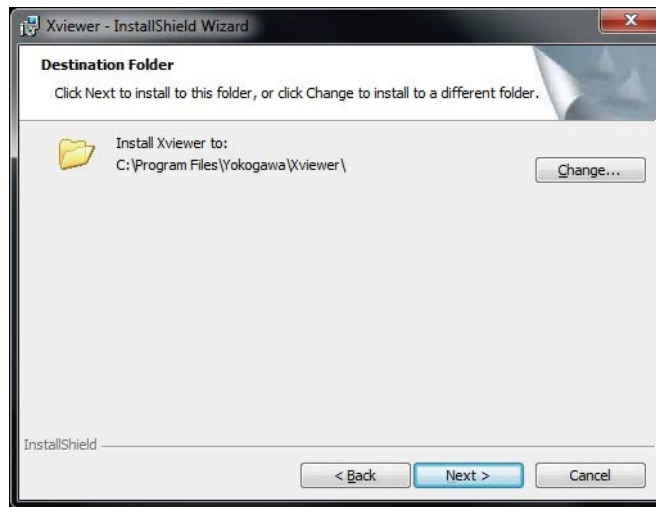 Xviewer - InstallShield Wizard
Destination Folder
Click Next to install to this folder, or click Change to install to a different folder.
Install Xviewer to:
C:\Program Files\Yokogawa\Xviewer\
Change...
InstallShield
< Back
Next >
Cancel